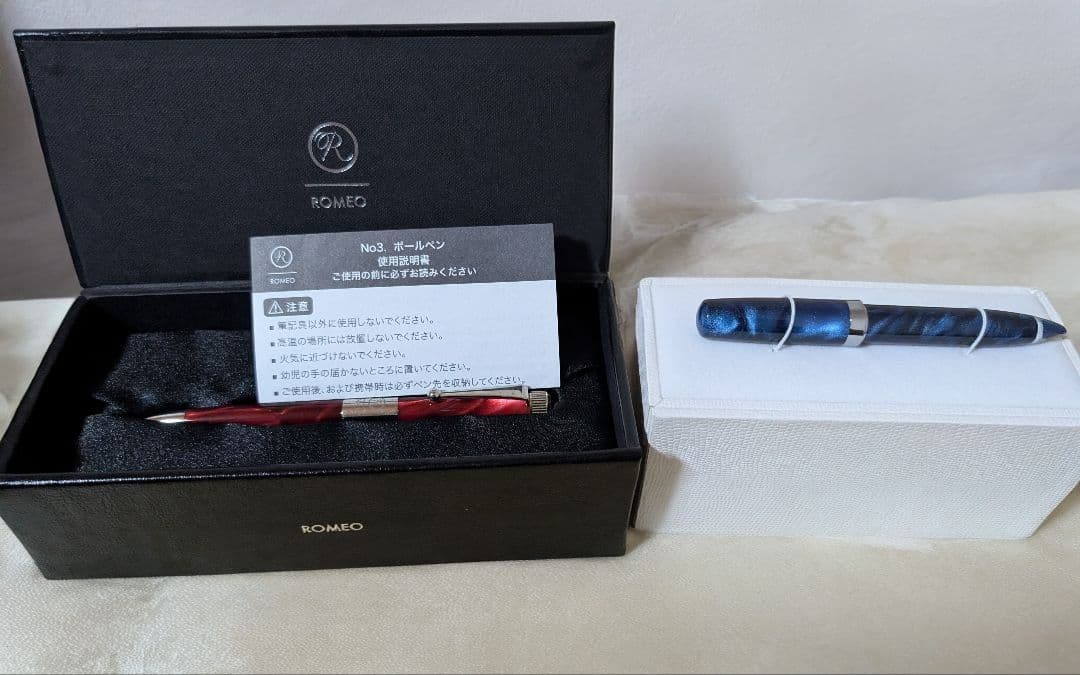 R
ROMEO
R
ROMEO
No3. ボールペン
使用説明書
ご使用の前に必ずお読みください
注意
■ 筆記具以外に使用しないでください。
■ 高温の場所には放置しないでください。
■ 火気に近づけないでください。
■ 幼児の手の届かないところに置いてください。
■ ご使用後、および携帯時は必ずペン先を収納してください。
ROMEO